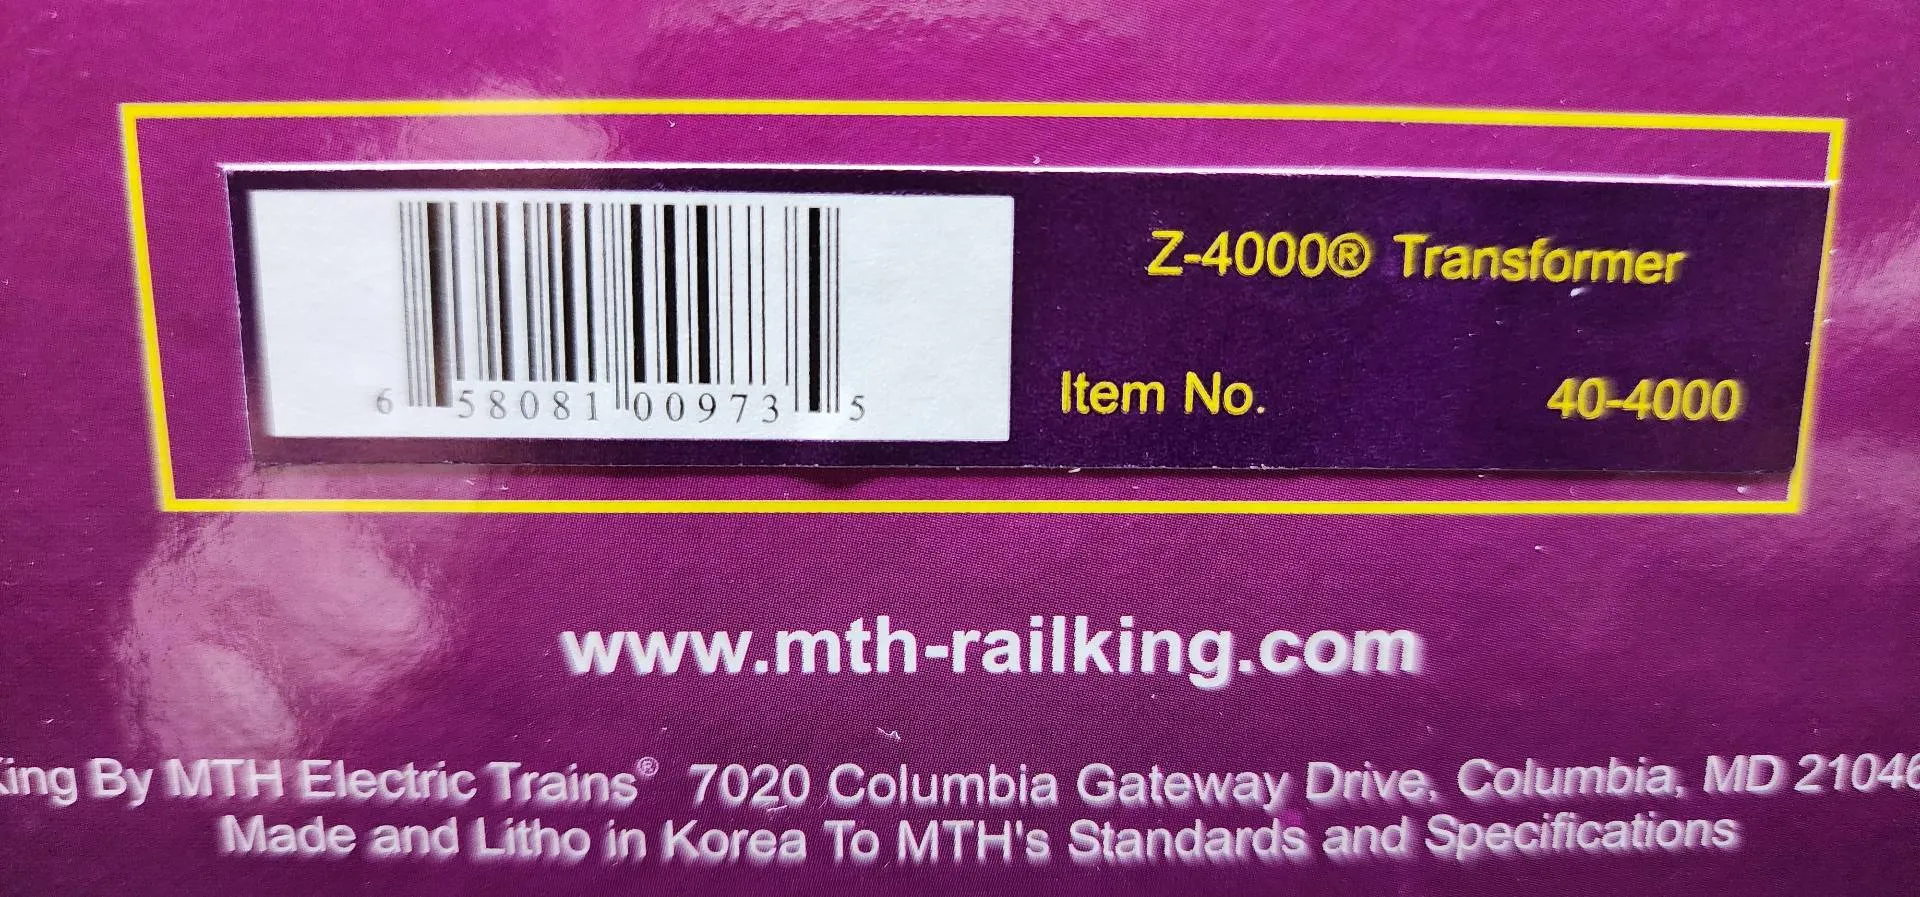 Z-4000® Transformer
6 58081 00973 5
Item No. 40-4000
www.mth-railking.com
By MTH Electric Trains® 7020 Columbia Gateway Drive, Columbia, MD 21046
Made and Litho in Korea To MTH's Standards and Specifications